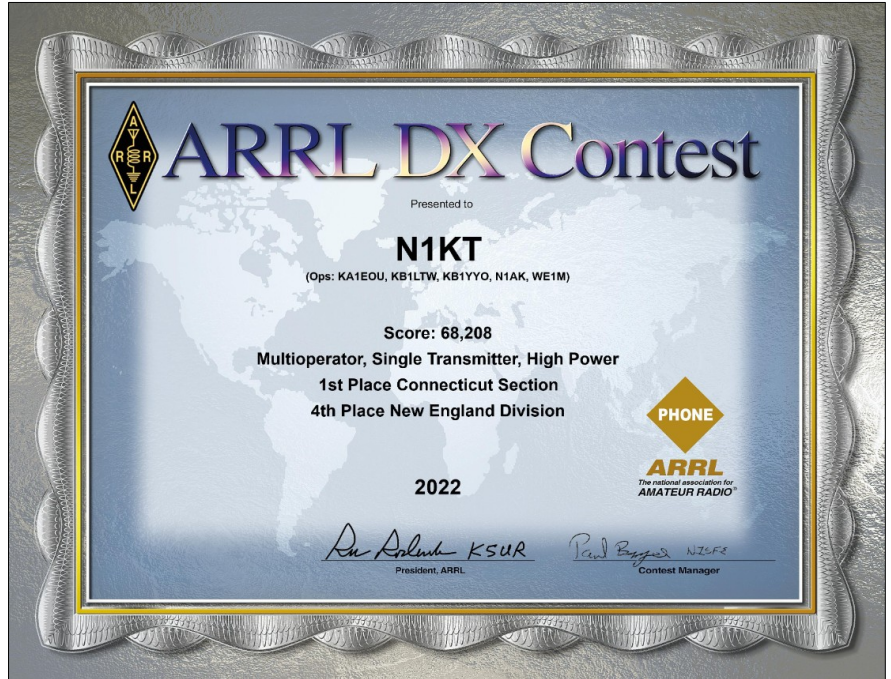 A
R R
L
ARRL DX Contest
Presented to
N1KT
(Ops: KA1EOU, KB1LTW, KB1YYO, N1AK, WE1M)
Score: 68,208
Multioperator, Single Transmitter, High Power
1st Place Connecticut Section
4th Place New England Division
2022
PHONE
ARRL
The national association for
AMATEUR RADIO®
K5UR
President, ARRL
Paul N1SFE
Contest Manager